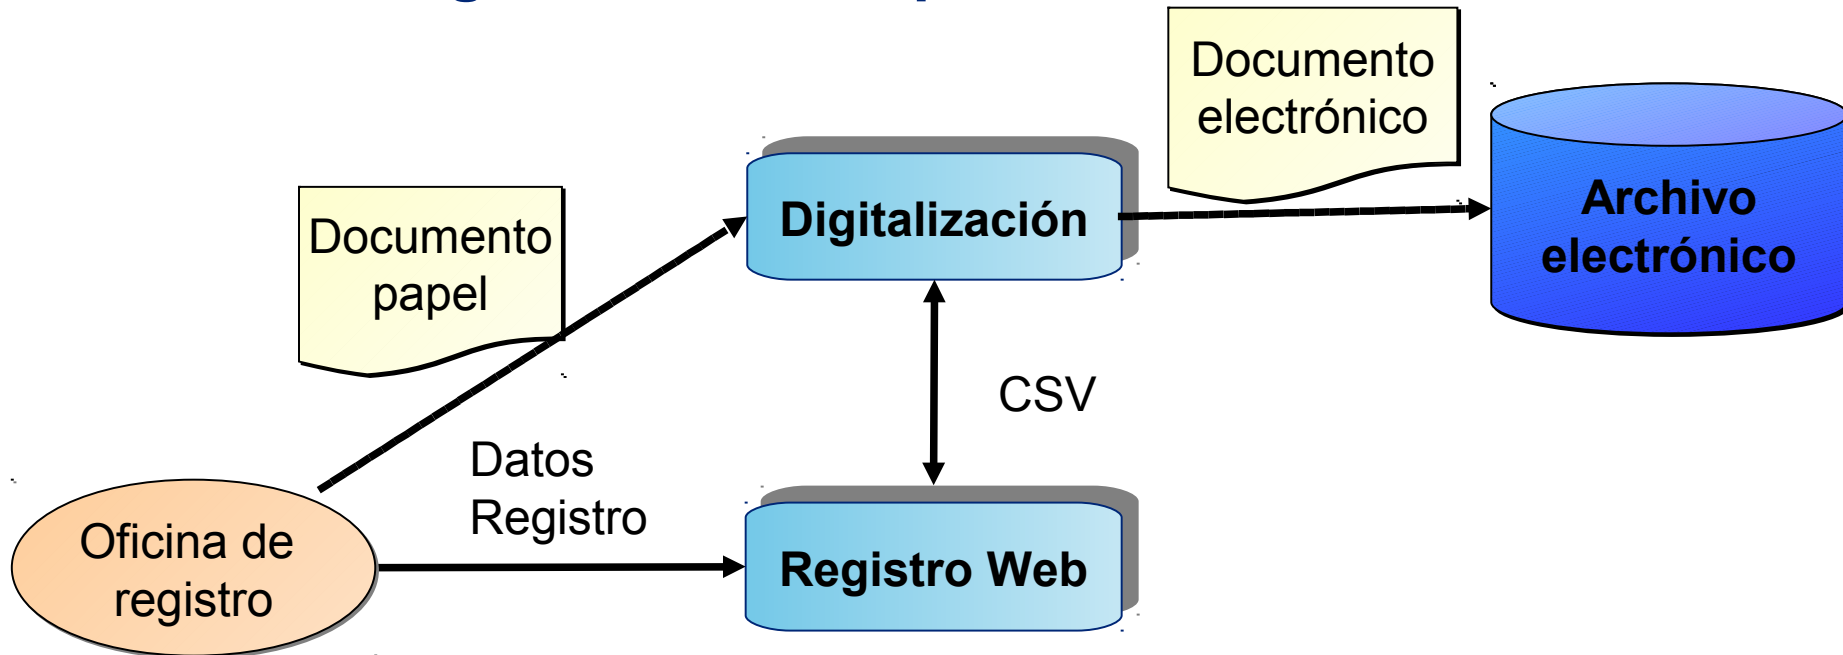 Documento
electrónico
Archivo
electrónico
Digitalización
Documento
papel
CSV
Datos
Registro
Oficina de
registro
Registro Web